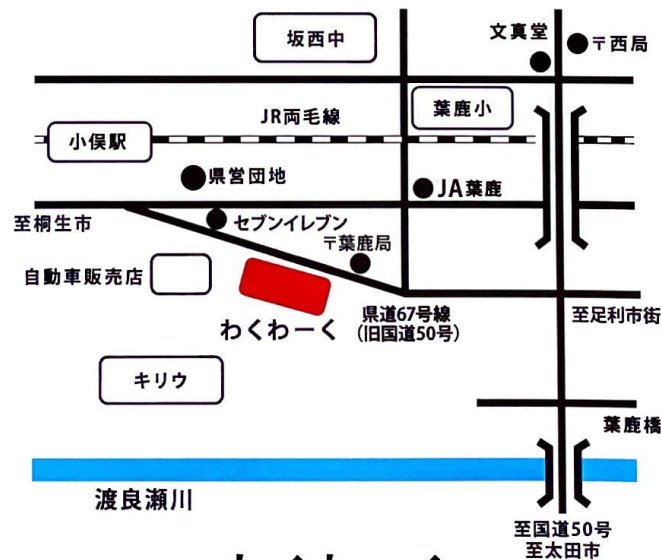 文真堂
坂西中
〒西局
葉鹿小
JR両毛線
小俣駅
県営団地
JA葉鹿
至桐生市
セブンイレブン
〒葉鹿局
自動車販売店
県道67号線
(旧国道50号)
至足利市街
わくわーく
キリウ
葉鹿橋
渡良瀬川
至国道50号
至太田市